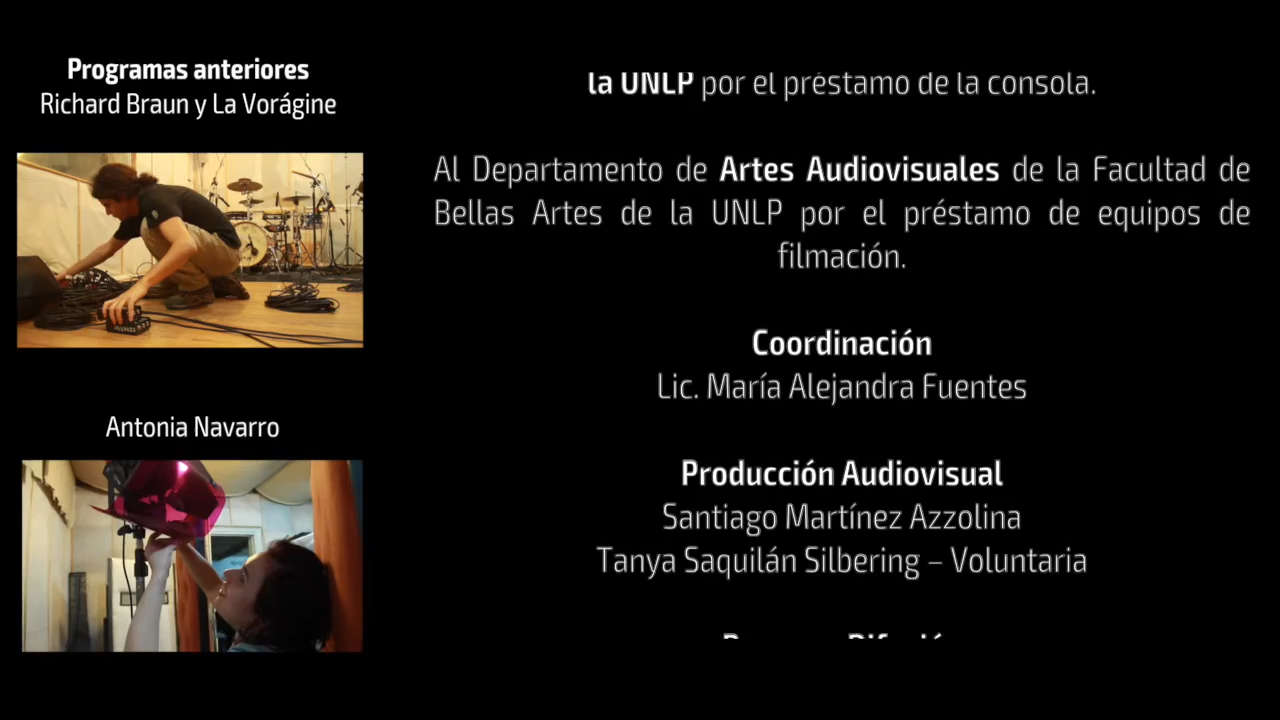 Programas anteriores
Richard Braun y La Vorágine
Antonia Navarro
la UNLP por el préstamo de la consola.
Al Departamento de Artes Audiovisuales de la Facultad de
Bellas Artes de la UNLP por el préstamo de equipos de
filmación.
Coordinación
Lic. María Alejandra Fuentes
Producción Audiovisual
Santiago Martínez Azzolina
Tanya Saquilán Silbering – Voluntaria